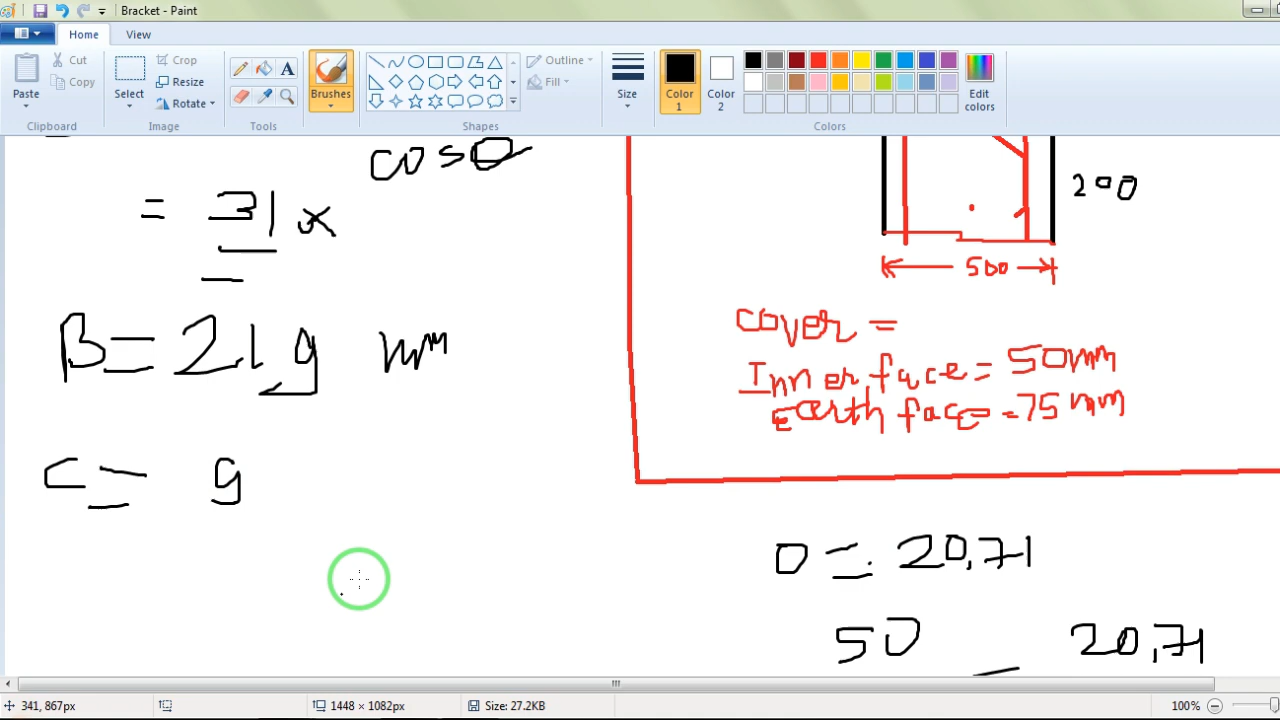 Bracket - Paint
Home View
Paste
Cut
Copy
Clipboard
Select
Crop
Resize
Rotate
Image
A
Tools
Brushes
Outline
Fill
Shapes
Size
Color 1
Color 2
Edit colors
Colors
cosθ
= 31 x
B = 219 mm
C = 9
200
500
cover =
Inner face = 50mm
Earth face = 75 mm
0 = 20.71
50 20.71
341, 867px
1448 × 1082px
Size: 27.2KB
100%